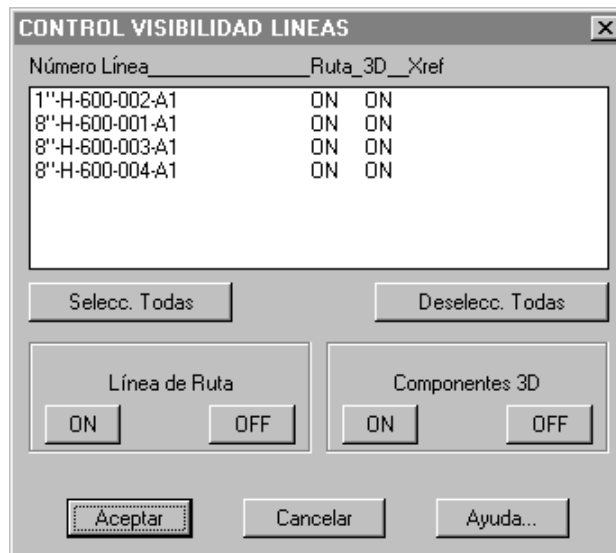 CONTROL VISIBILIDAD LINEAS
Número Línea_______________Ruta_3D__Xref
1"-H-600-002-A1 ON ON
8"-H-600-001-A1 ON ON
8"-H-600-003-A1 ON ON
8"-H-600-004-A1 ON ON
Selecc. Todas Deselecc. Todas
Línea de Ruta Componentes 3D
ON OFF ON OFF
Aceptar Cancelar Ayuda...